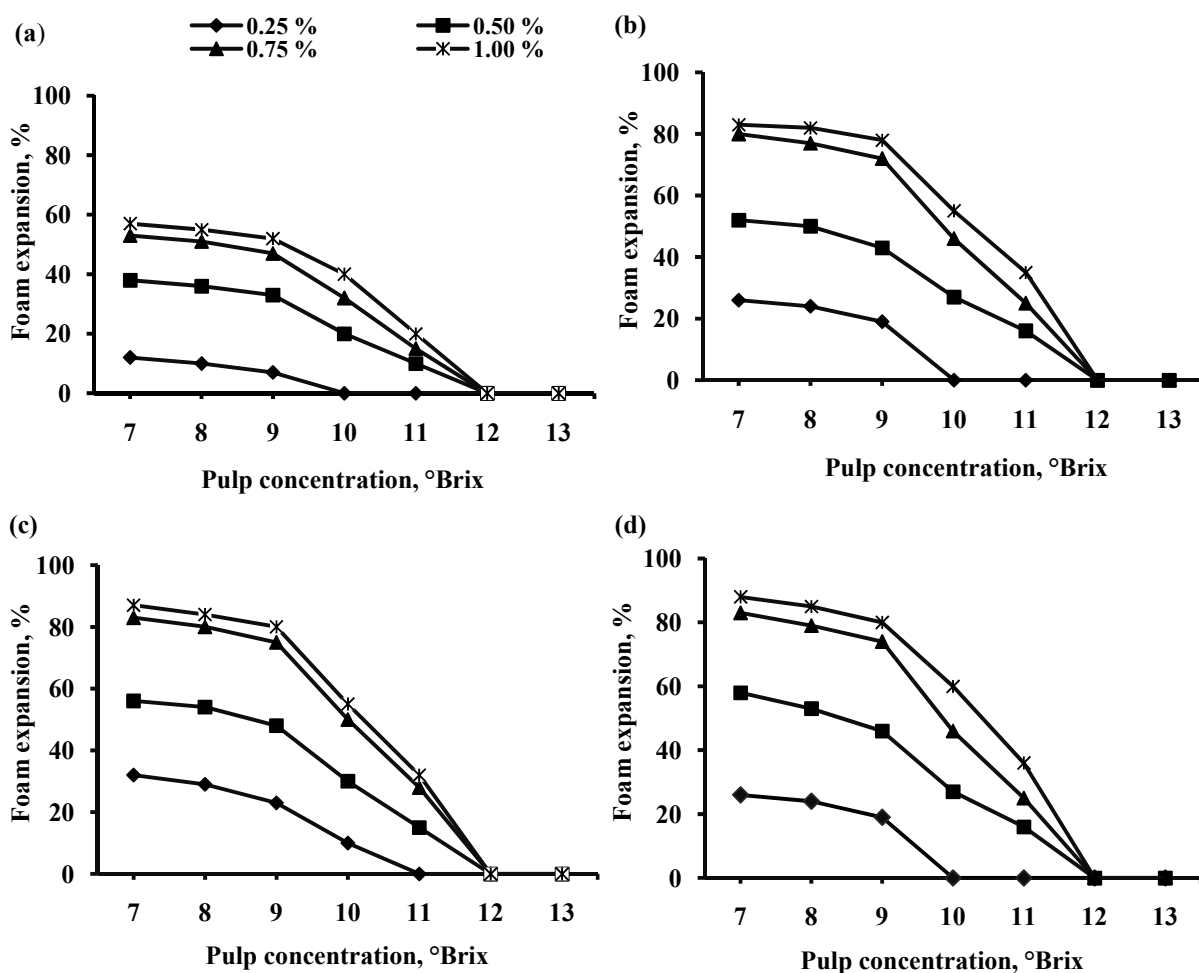 (a)
0.25 % 0.50 %
0.75 % 1.00 %
100
80
60
40
20
0
Foam expansion, %
7 8 9 10 11 12 13
Pulp concentration, °Brix
(b)
100
80
60
40
20
0
Foam expansion, %
7 8 9 10 11 12 13
Pulp concentration, °Brix
(c)
100
80
60
40
20
0
Foam expansion, %
7 8 9 10 11 12 13
Pulp concentration, °Brix
(d)
100
80
60
40
20
0
Foam expansion, %
7 8 9 10 11 12 13
Pulp concentration, °Brix